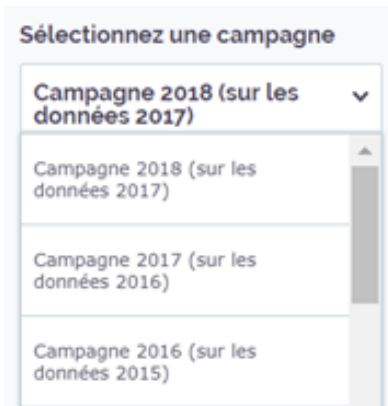 Sélectionnez une campagne
Campagne 2018 (sur les
données 2017)
Campagne 2018 (sur les
données 2017)
Campagne 2017 (sur les
données 2016)
Campagne 2016 (sur les
données 2015)